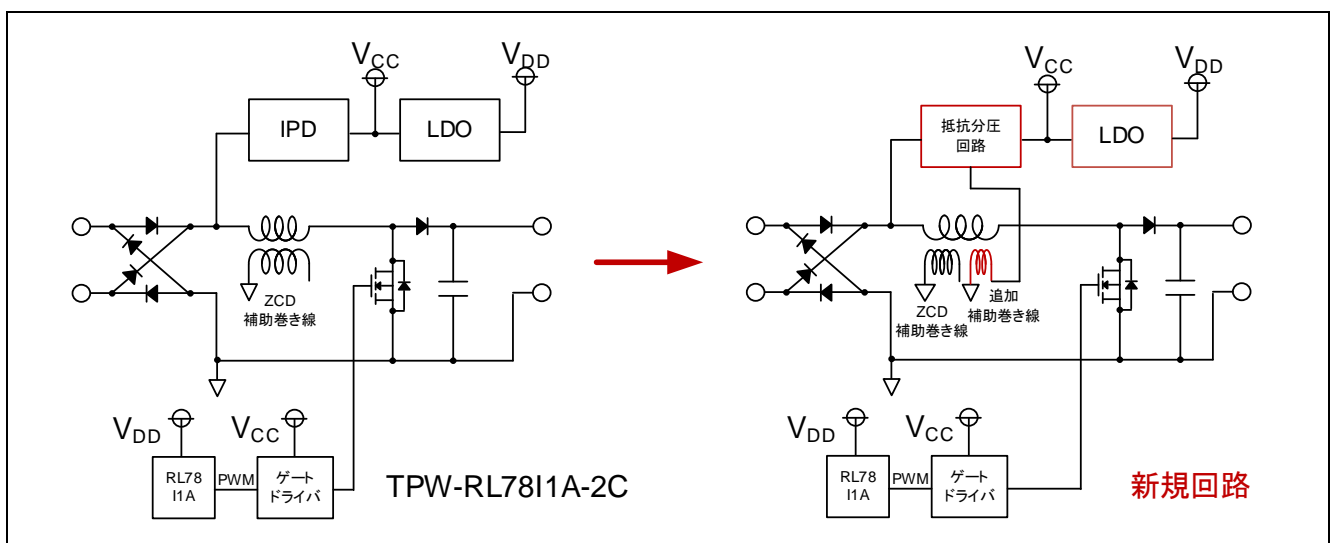 VCC
VDD
IPD
LDO
ZCD
補助巻き線
VDD
VCC
RL78
I1A
PWM
ゲート
ドライバ
TPW-RL78I1A-2C
VCC
VDD
抵抗分圧
回路
LDO
ZCD
補助巻き線
追加
補助巻き線
VDD
VCC
RL78
I1A
PWM
ゲート
ドライバ
新規回路